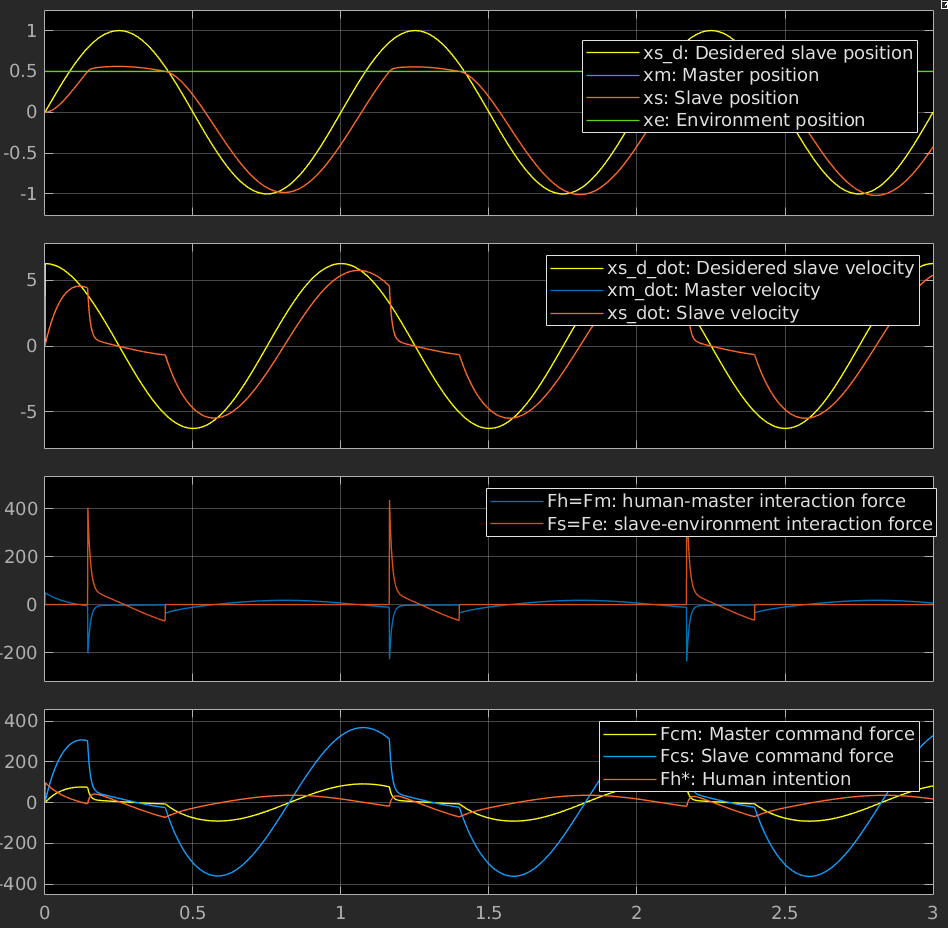 1
0.5
0
-0.5
-1
xs_d: Desidered slave position
xm: Master position
xs: Slave position
xe: Environment position
5
0
-5
xs_d_dot: Desidered slave velocity
xm_dot: Master velocity
xs_dot: Slave velocity
400
200
0
-200
Fh=Fm: human-master interaction force
Fs=Fe: slave-environment interaction force
400
200
0
-200
-400
Fcm: Master command force
Fcs: Slave command force
Fh*: Human intention
0 0.5 1 1.5 2 2.5 3